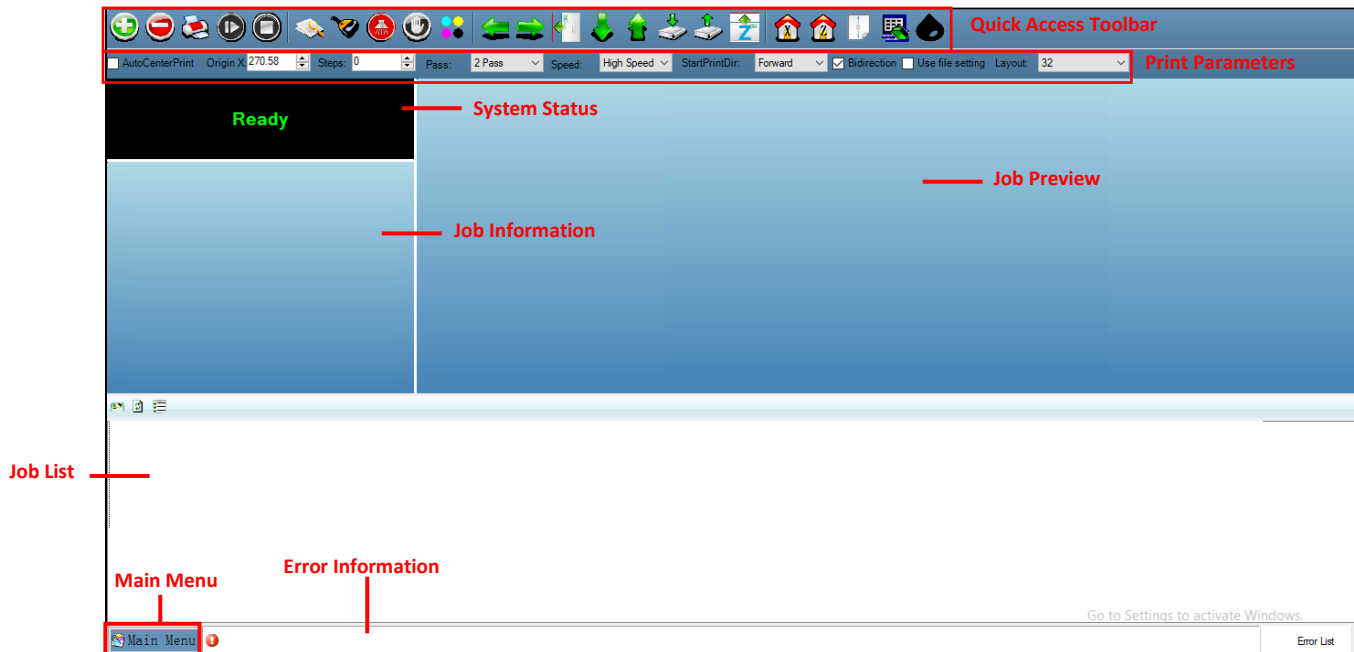 Quick Access Toolbar
AutoCenterPrint Origin X: 270.58 Steps: 0 Pass: 2 Pass Speed: High Speed StartPrintDir: Forward Bidirection Use file setting Layout: 32 Print Parameters
Ready
System Status
Job Preview
Job Information
Job List
Error Information
Main Menu
Go to Settings to activate Windows.
Main Menu
Error List